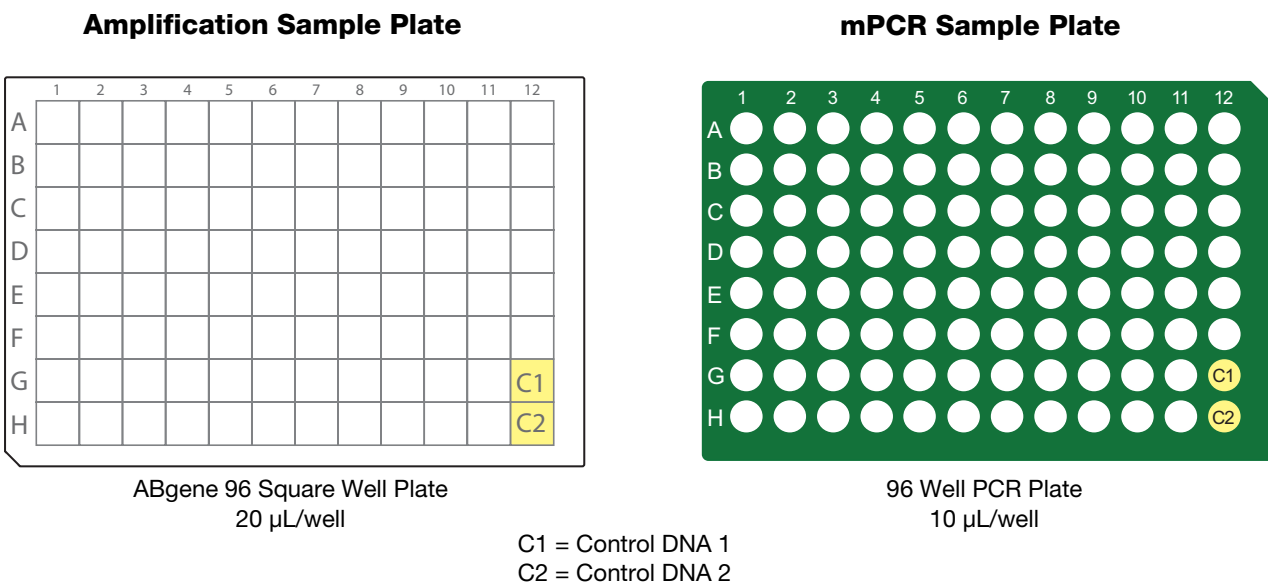 Amplification Sample Plate
1 2 3 4 5 6 7 8 9 10 11 12
A
B
C
D
E
F
G C1
H C2
ABgene 96 Square Well Plate
20 µL/well
mPCR Sample Plate
1 2 3 4 5 6 7 8 9 10 11 12
A
B
C
D
E
F
G C1
H C2
96 Well PCR Plate
10 µL/well
C1 = Control DNA 1
C2 = Control DNA 2